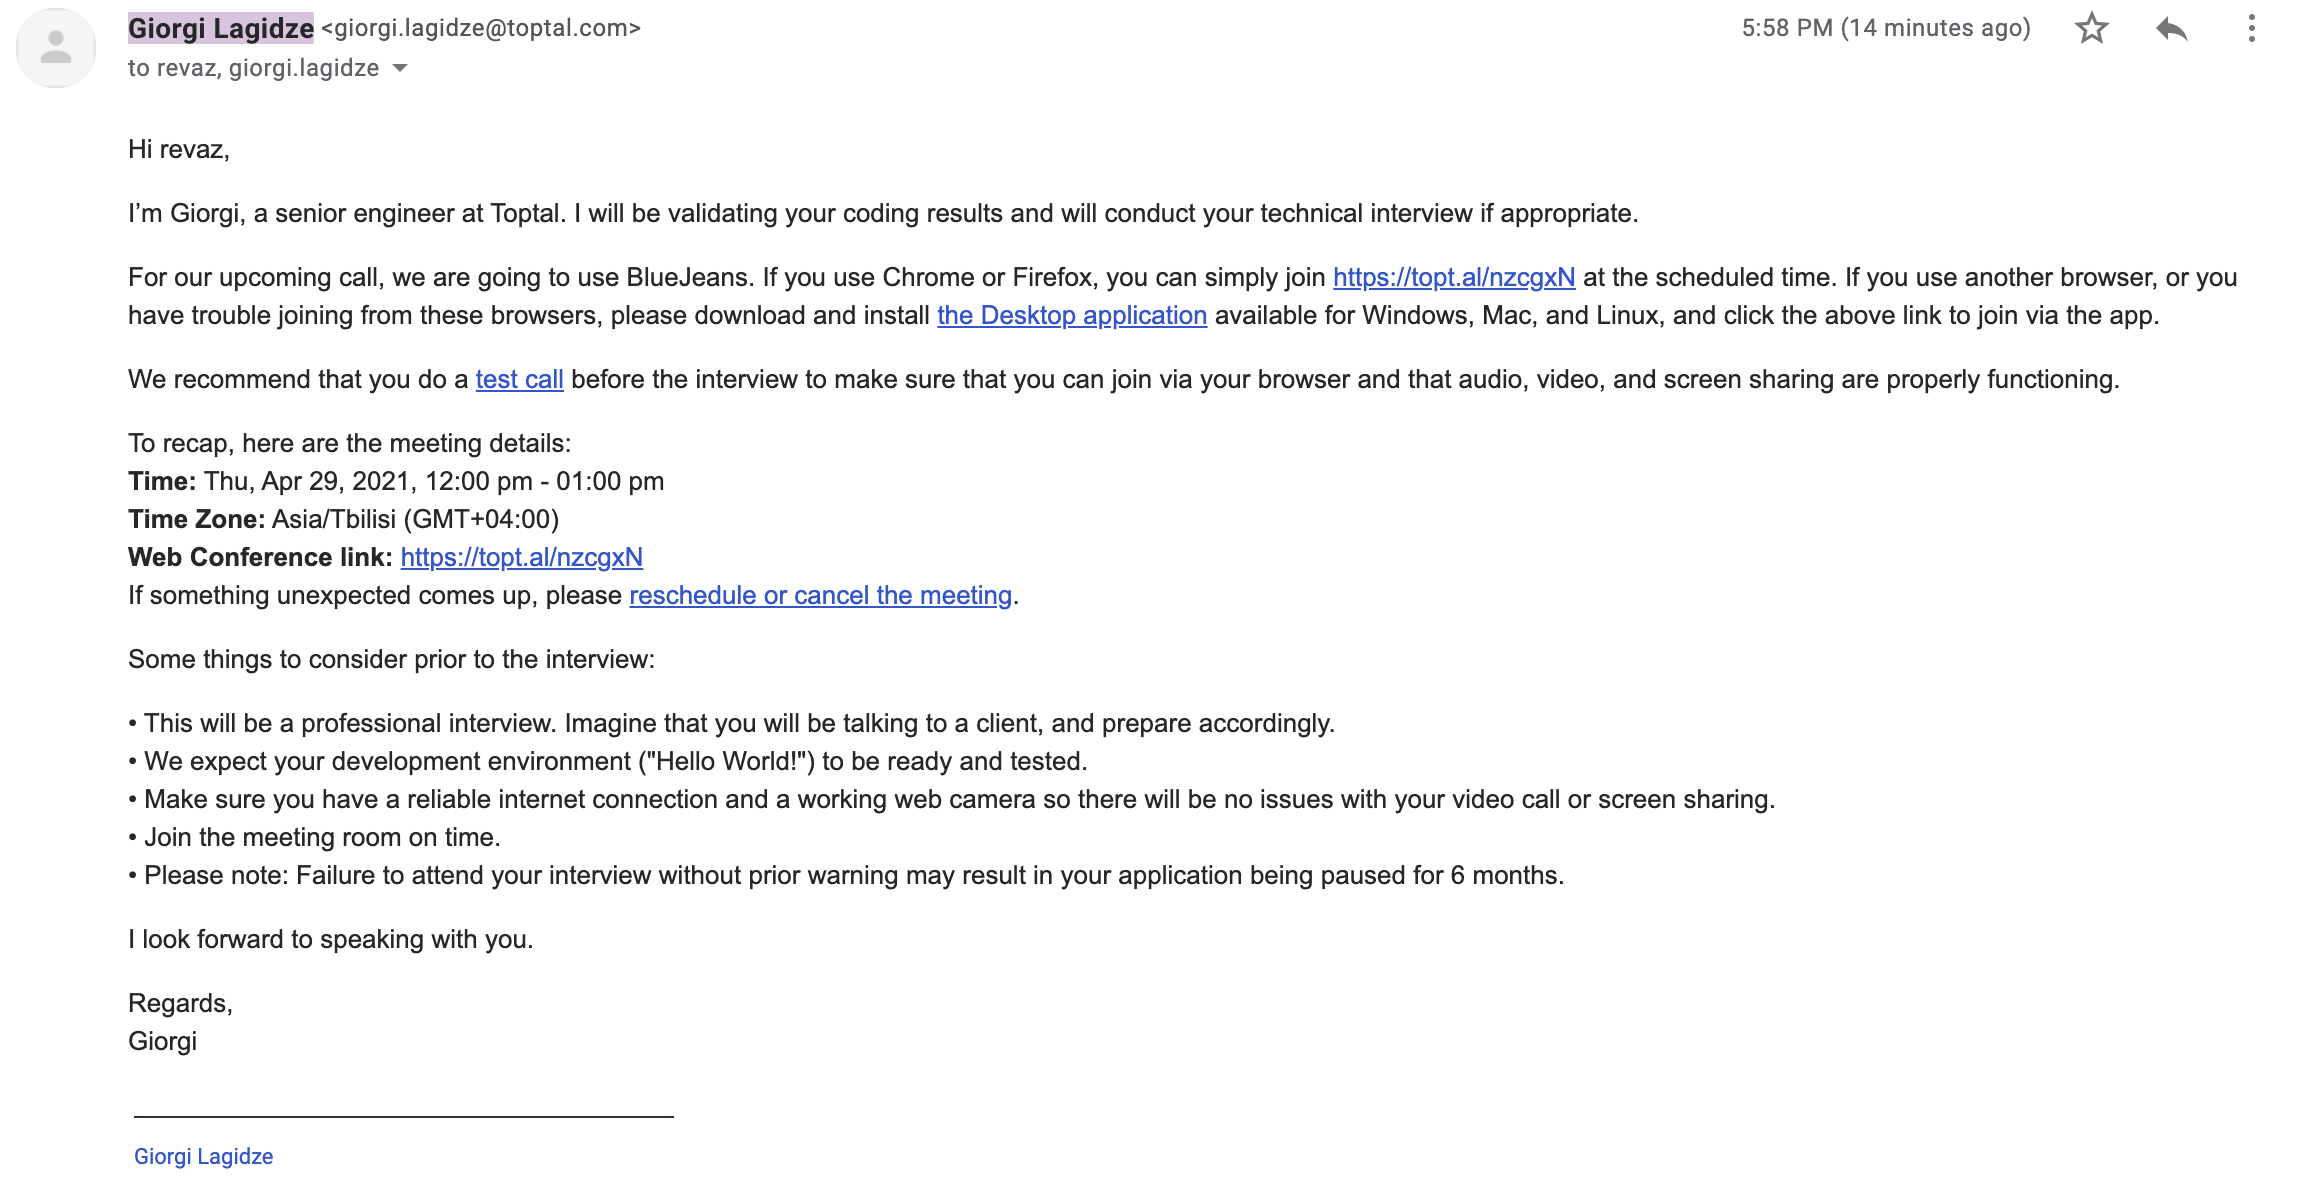 Giorgi Lagidze <giorgi.lagidze@toptal.com>
5:58 PM (14 minutes ago)
to revaz, giorgi.lagidze
Hi revaz,
I’m Giorgi, a senior engineer at Toptal. I will be validating your coding results and will conduct your technical interview if appropriate.
For our upcoming call, we are going to use BlueJeans. If you use Chrome or Firefox, you can simply join https://topt.al/nzcgxN at the scheduled time. If you use another browser, or you
have trouble joining from these browsers, please download and install the Desktop application available for Windows, Mac, and Linux, and click the above link to join via the app.
We recommend that you do a test call before the interview to make sure that you can join via your browser and that audio, video, and screen sharing are properly functioning.
To recap, here are the meeting details:
Time: Thu, Apr 29, 2021, 12:00 pm - 01:00 pm
Time Zone: Asia/Tbilisi (GMT+04:00)
Web Conference link: https://topt.al/nzcgxN
If something unexpected comes up, please reschedule or cancel the meeting.
Some things to consider prior to the interview:
• This will be a professional interview. Imagine that you will be talking to a client, and prepare accordingly.
• We expect your development environment ("Hello World!") to be ready and tested.
• Make sure you have a reliable internet connection and a working web camera so there will be no issues with your video call or screen sharing.
• Join the meeting room on time.
• Please note: Failure to attend your interview without prior warning may result in your application being paused for 6 months.
I look forward to speaking with you.
Regards,
Giorgi
Giorgi Lagidze